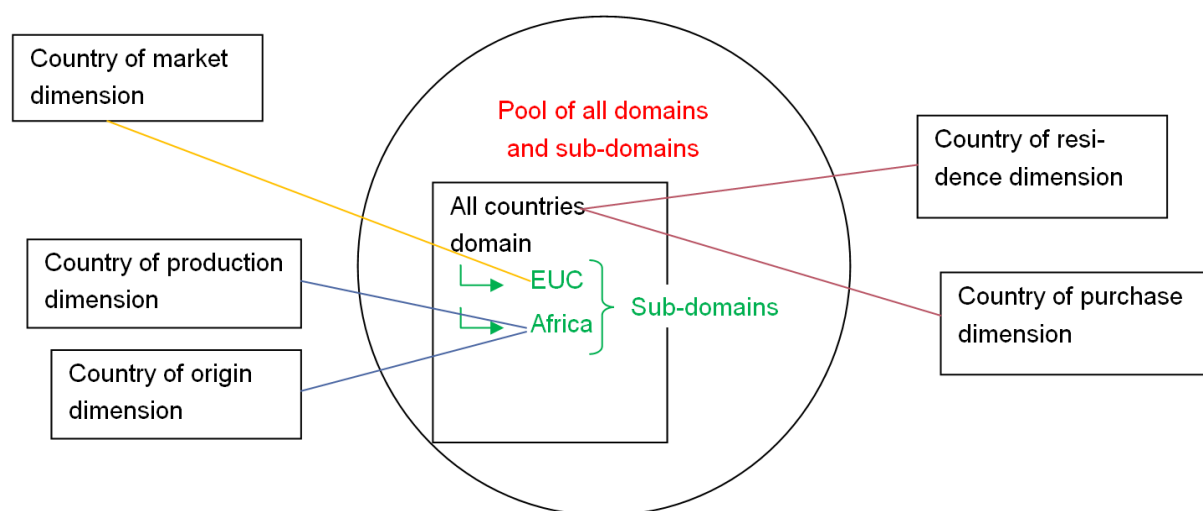 Country of market
dimension
Pool of all domains
and sub-domains
Country of resi-
dence dimension
All countries
domain
Country of production
dimension
EUC
Sub-domains
Africa
Country of purchase
dimension
Country of origin
dimension